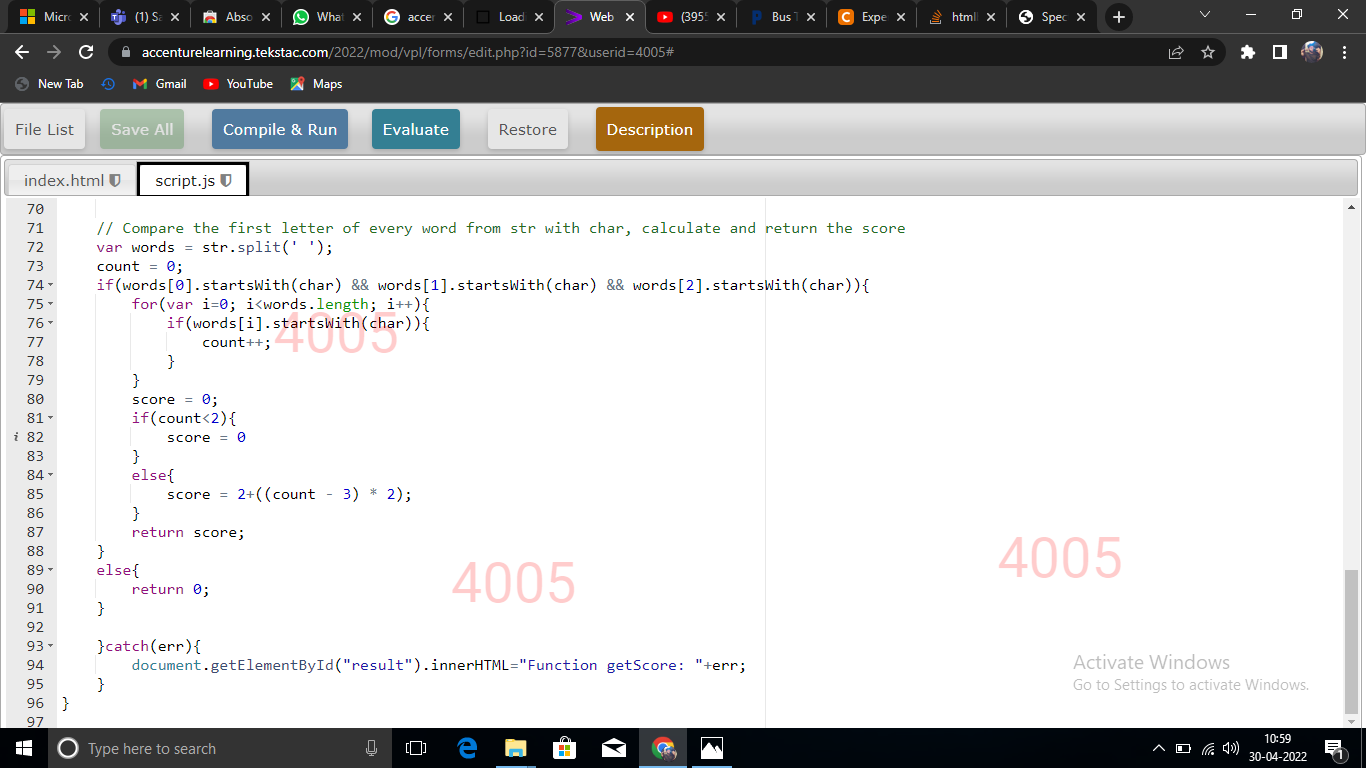 Micro
(1) Sa
Abso
What
accer
Load
Web
(3955
Bus T
Expe
htmll
Spec
accenturelearning.tekstac.com/2022/mod/vpl/forms/edit.php?id=5877&userid=4005#
New Tab
Gmail
YouTube
Maps
File List
Save All
Compile & Run
Evaluate
Restore
Description
index.html
script.js
70
71 // Compare the first letter of every word from str with char, calculate and return the score
72 var words = str.split(' ');
73 count = 0;
74 if(words[0].startsWith(char) && words[1].startsWith(char) && words[2].startsWith(char)){
75 for(var i=0; i<words.length; i++){
76 if(words[i].startsWith(char)){
77 count++;
78 }
79 }
80 score = 0;
81 if(count<2){
82 score = 0
83 }
84 else{
85 score = 2+((count - 3) * 2);
86 }
87 return score;
88 }
89 else{
90 return 0;
91 }
92
93 }catch(err){
94 document.getElementById("result").innerHTML="Function getScore: "+err;
95 }
96 }
97
4005
4005
4005
Activate Windows
Go to Settings to activate Windows.
Type here to search
10:59
30-04-2022
1